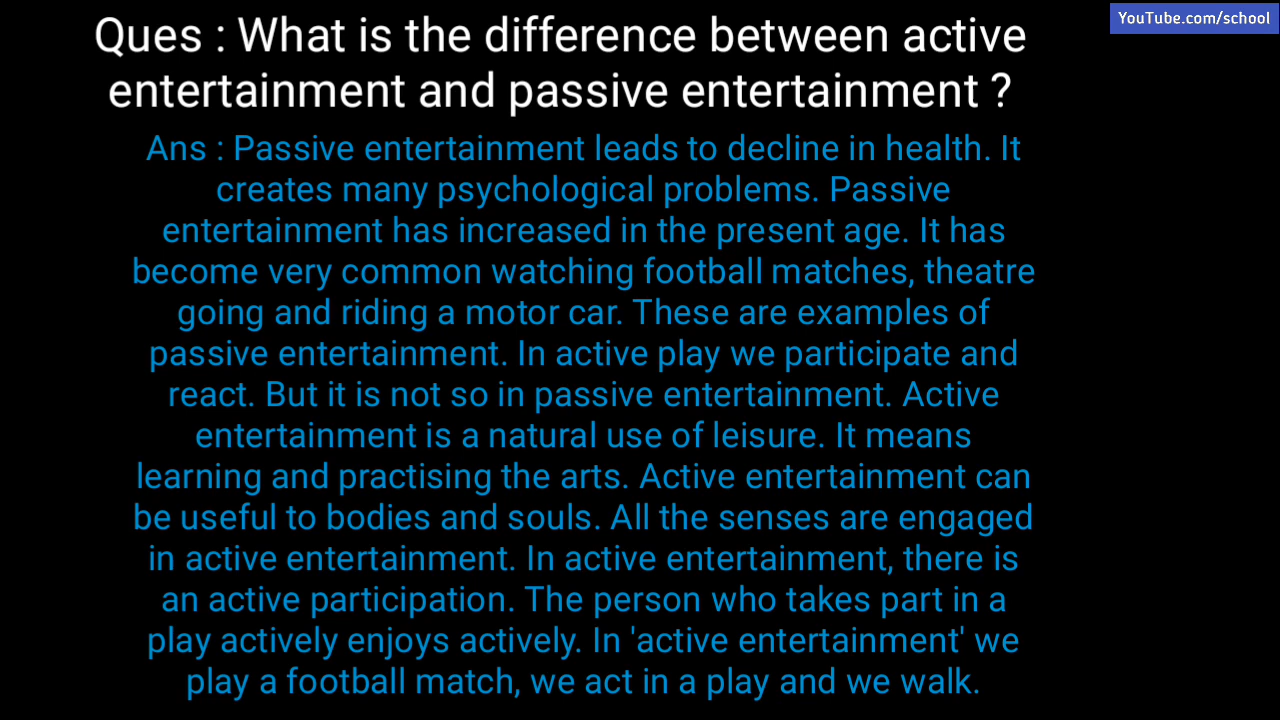 YouTube.com/school
Ques : What is the difference between active
entertainment and passive entertainment ?
Ans : Passive entertainment leads to decline in health. It
creates many psychological problems. Passive
entertainment has increased in the present age. It has
become very common watching football matches, theatre
going and riding a motor car. These are examples of
passive entertainment. In active play we participate and
react. But it is not so in passive entertainment. Active
entertainment is a natural use of leisure. It means
learning and practising the arts. Active entertainment can
be useful to bodies and souls. All the senses are engaged
in active entertainment. In active entertainment, there is
an active participation. The person who takes part in a
play actively enjoys actively. In 'active entertainment' we
play a football match, we act in a play and we walk.